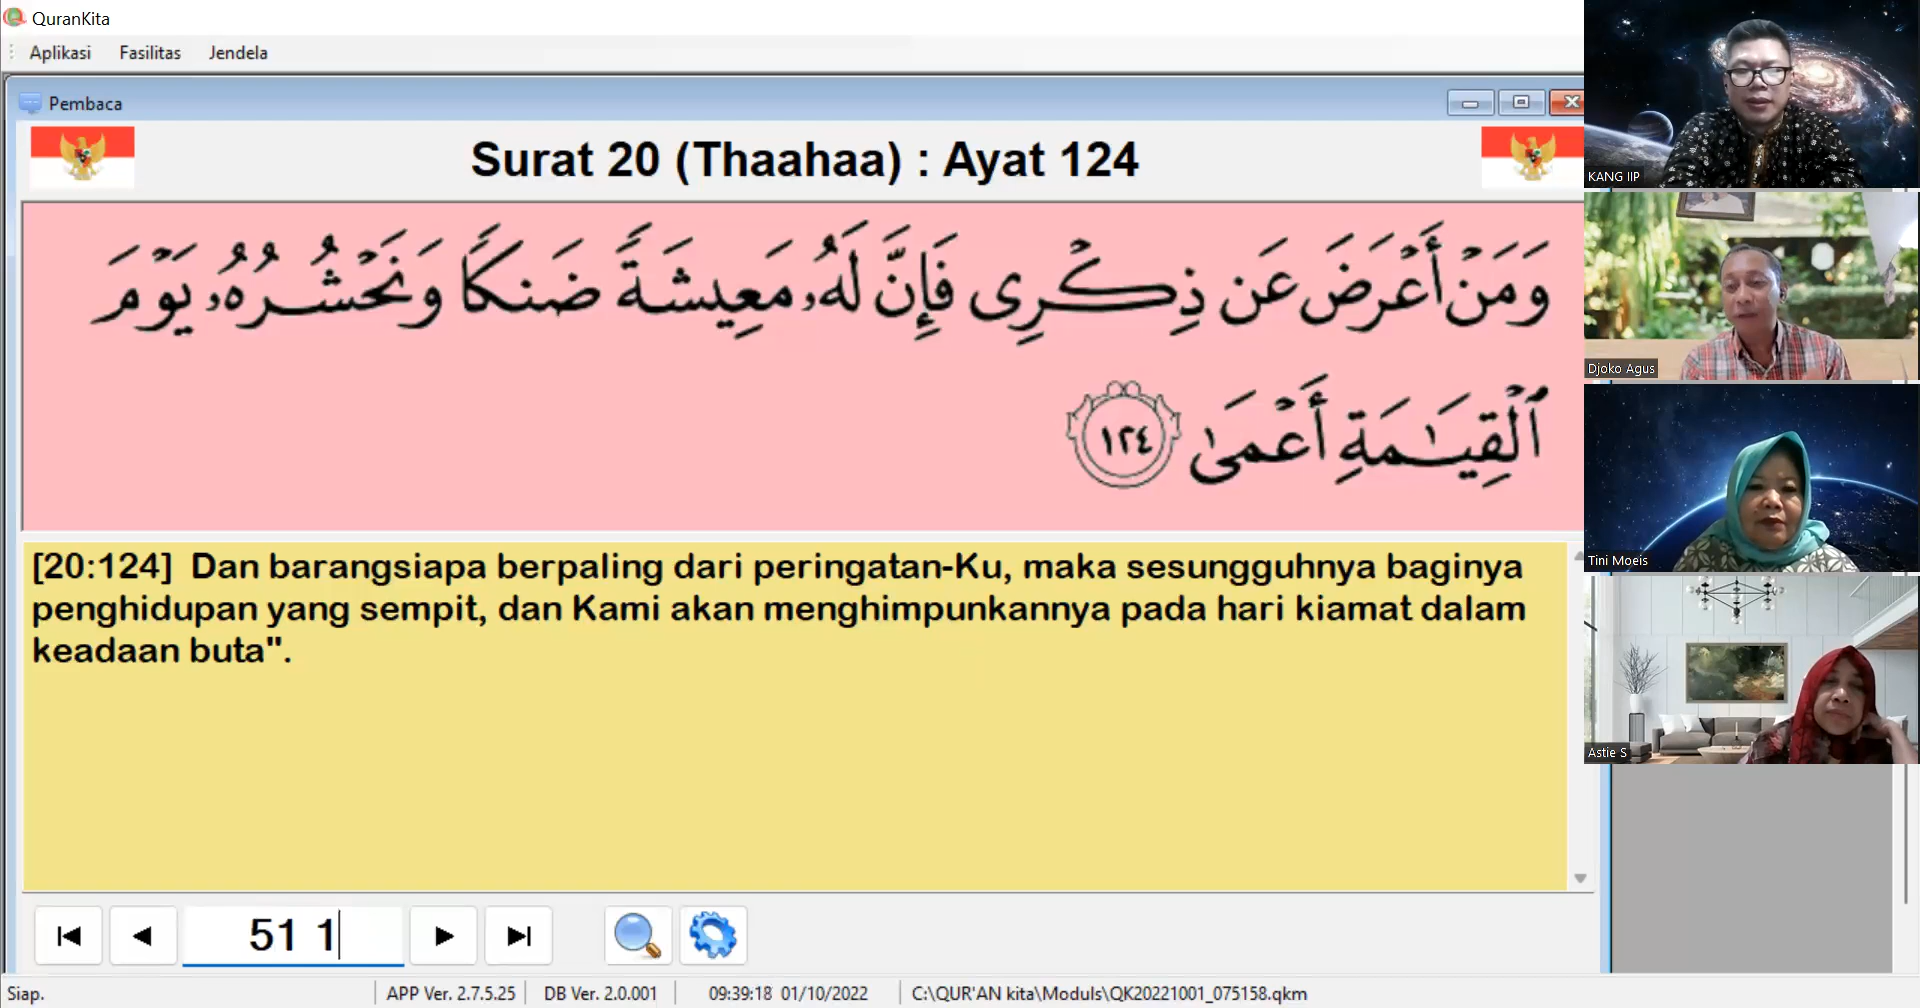 QuranKita
Aplikasi Fasilitas Jendela
Pembaca
Surat 20 (Thaahaa) : Ayat 124
وَمَنْ أَعْرَضَ عَن ذِكْرِى فَإِنَّ لَهُۥ مَعِيشَةً ضَنكًا وَنَحْشُرُهُۥ يَوْمَ
ٱلْقِيَـٰمَةِ أَعْمَىٰ ١٢٤
[20:124] Dan barangsiapa berpaling dari peringatan-Ku, maka sesungguhnya baginya
penghidupan yang sempit, dan Kami akan menghimpunkannya pada hari kiamat dalam
keadaan buta".
51 1
Siap. APP Ver. 2.7.5.25 DB Ver. 2.0.001 09:39:18 01/10/2022 C:\QUR'AN kita\Moduls\QK20221001_075158.qkm
KANG IIP
Djoko Agus
Tini Moeis
Astie S